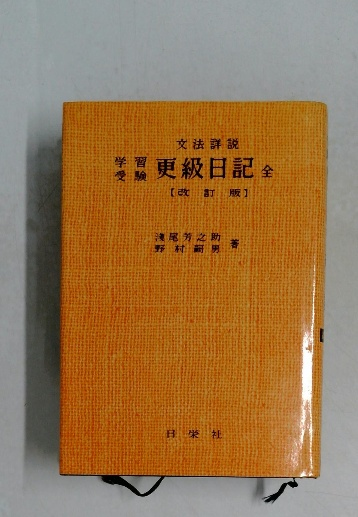 文法詳説
学習
受験 更級日記 全
[改訂版]
浅尾芳之助
野村嗣男 著
日栄社